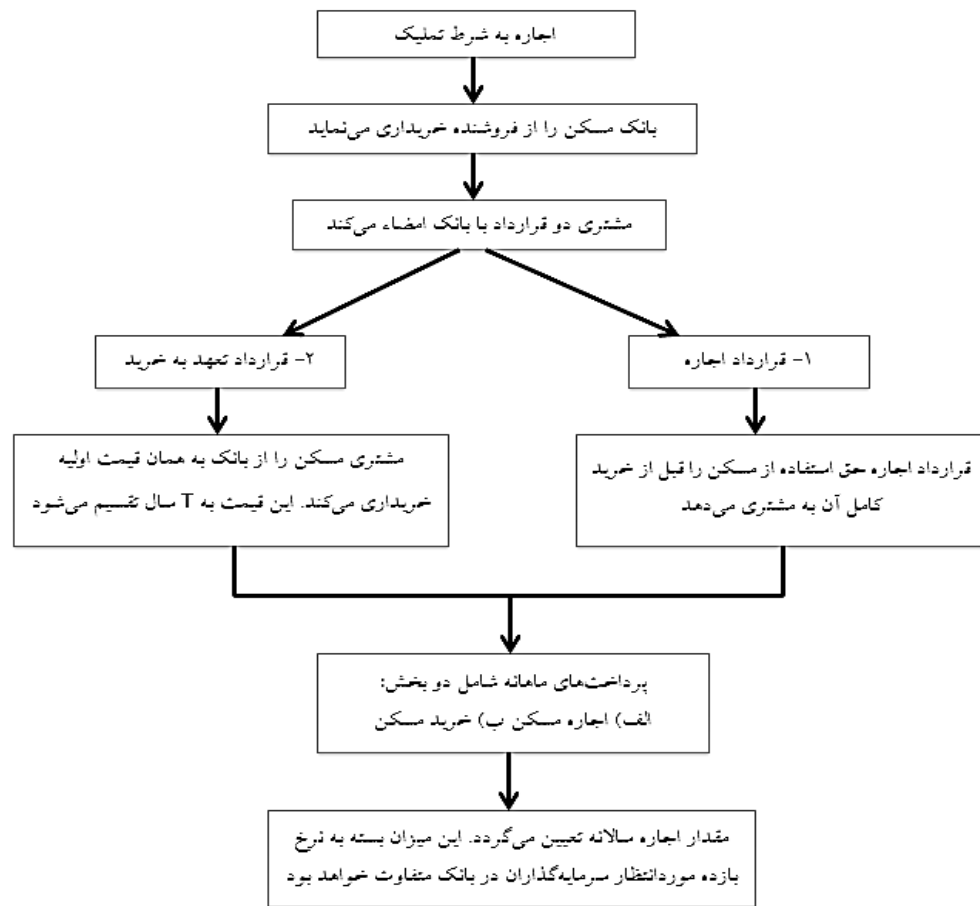 اجاره به شرط تملیک
بانک مسکن را از فروشنده خریداری می‌نماید
مشتری دو قرارداد با بانک امضاء می‌کند
۱- قرارداد اجاره
۲- قرارداد تعهد به خرید
قرارداد اجاره حق استفاده از مسکن را قبل از خرید
کامل آن به مشتری می‌دهد
مشتری مسکن را از بانک به همان قیمت اولیه
خریداری می‌کند. این قیمت به T سال تقسیم می‌شود
پرداخت‌های ماهانه شامل دو بخش:
الف) اجاره مسکن ب) خرید مسکن
مقدار اجاره سالانه تعیین می‌گردد. این میزان بسته به نرخ
بازده موردانتظار سرمایه‌گذاران در بانک متفاوت خواهد بود